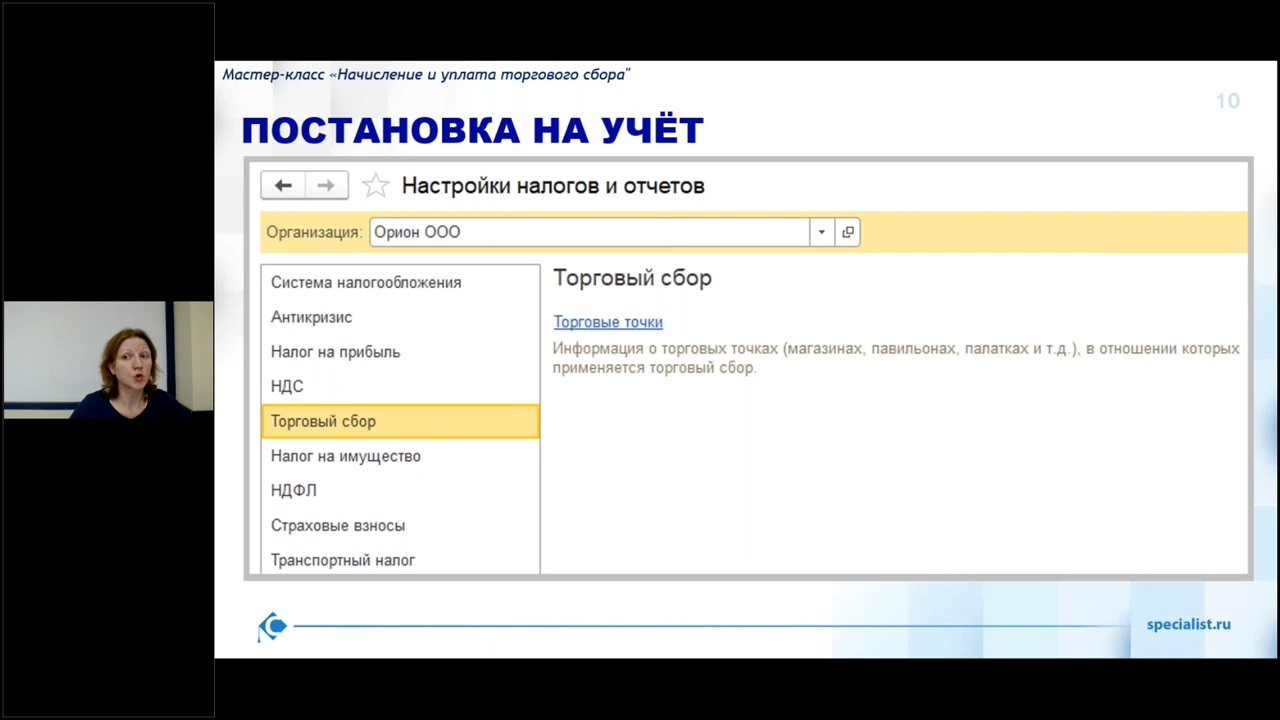 Мастер-класс «Начисление и уплата торгового сбора"
10
ПОСТАНОВКА НА УЧЁТ
Настройки налогов и отчетов
Организация: Орион ООО
Система налогообложения
Антикризис
Налог на прибыль
НДС
Торговый сбор
Налог на имущество
НДФЛ
Страховые взносы
Транспортный налог
Торговый сбор
Торговые точки
Информация о торговых точках (магазинах, павильонах, палатках и т.д.), в отношении которых
применяется торговый сбор.
specialist.ru